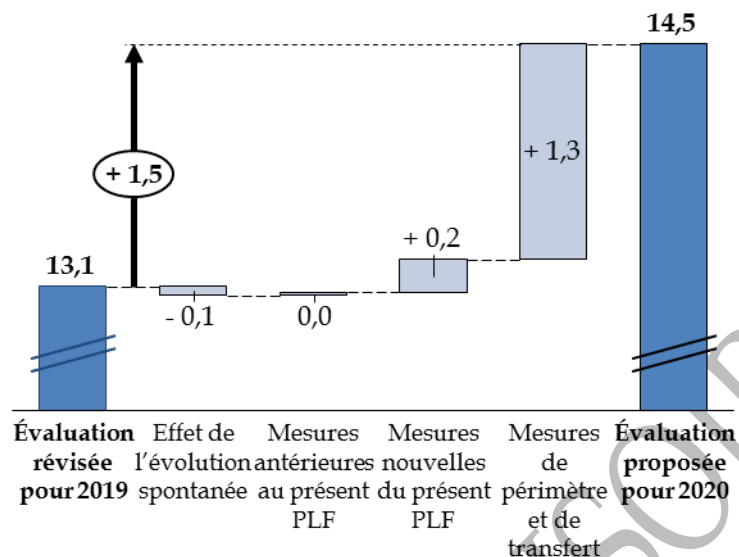 14,5
+ 1,3
+ 1,5
+ 0,2
13,1
- 0,1
0,0
Évaluation
révisée
pour 2019
Effet de
l’évolution
spontanée
Mesures
antérieures
au présent
PLF
Mesures
nouvelles
du présent
PLF
Mesures
de
périmètre
et de
transfert
Évaluation
proposée
pour 2020